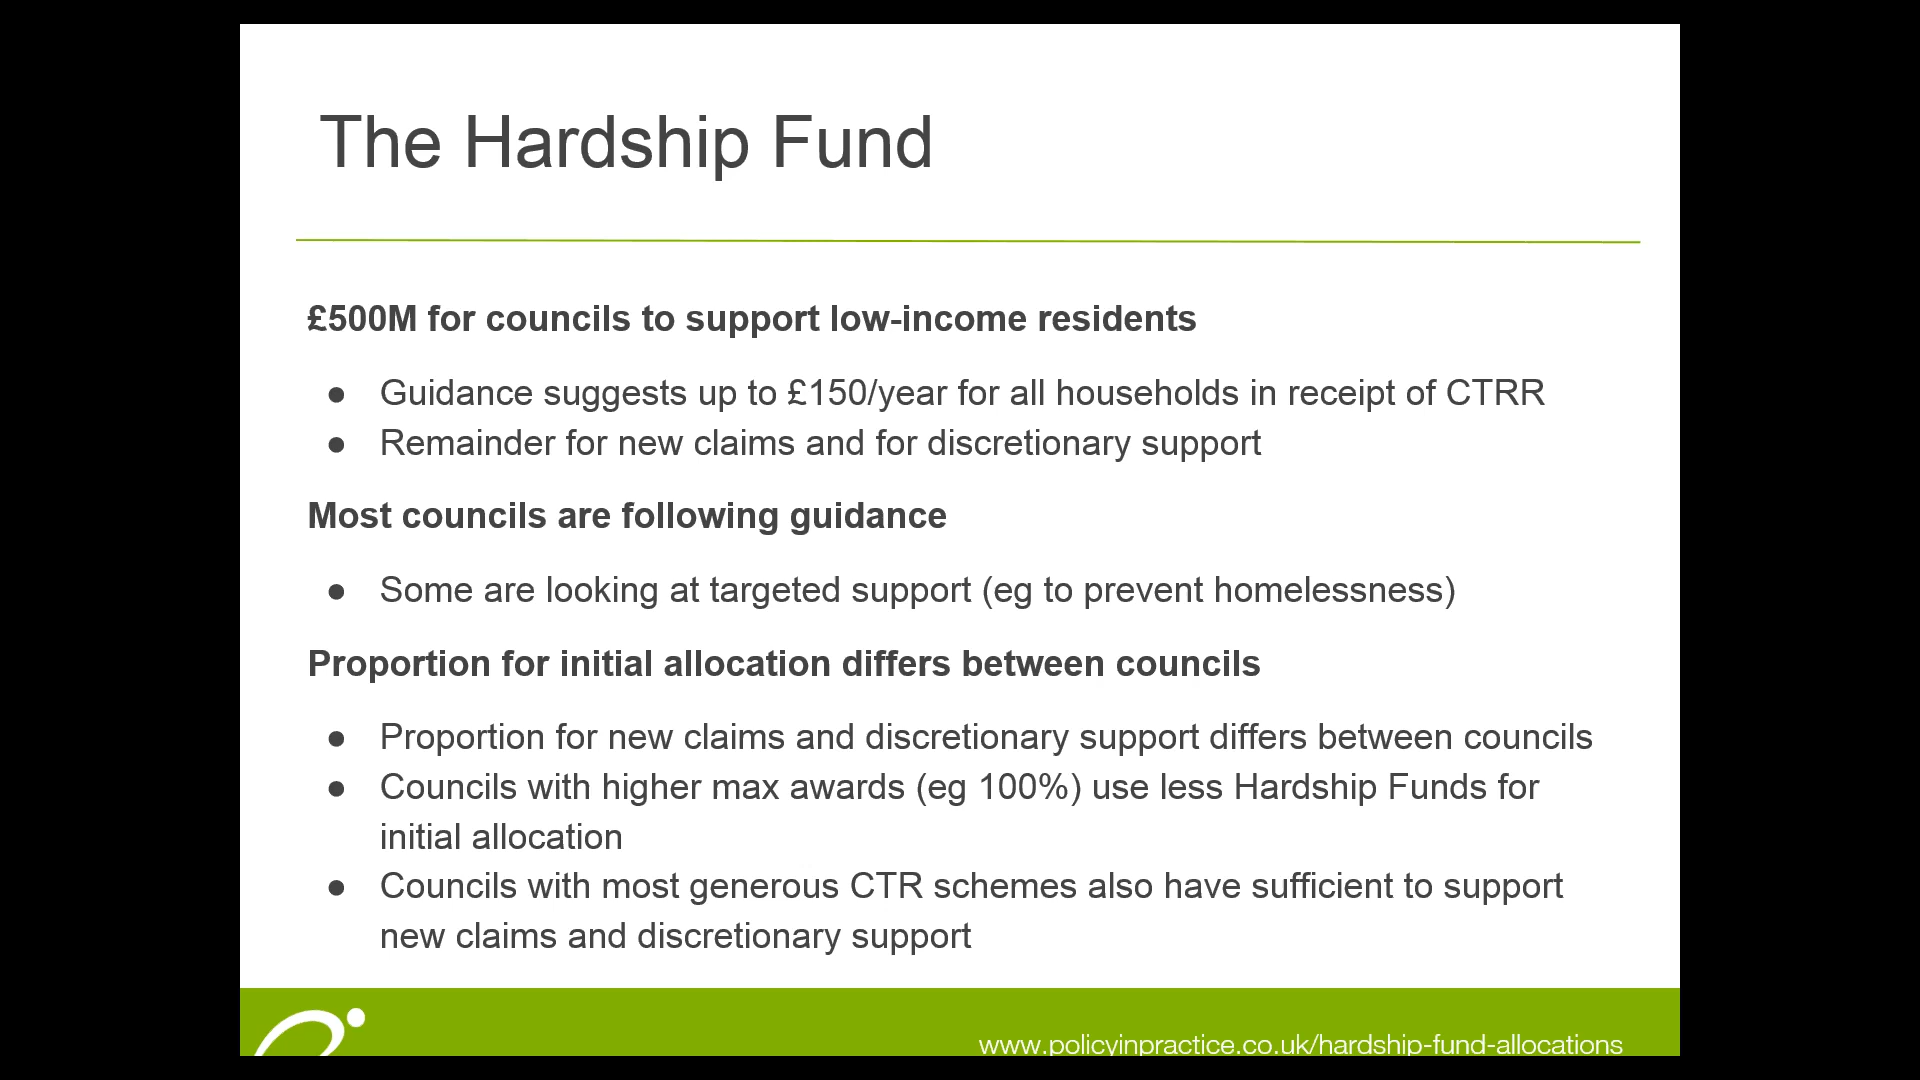 The Hardship Fund
£500M for councils to support low-income residents
● Guidance suggests up to £150/year for all households in receipt of CTRR
● Remainder for new claims and for discretionary support
Most councils are following guidance
● Some are looking at targeted support (eg to prevent homelessness)
Proportion for initial allocation differs between councils
● Proportion for new claims and discretionary support differs between councils
● Councils with higher max awards (eg 100%) use less Hardship Funds for
initial allocation
● Councils with most generous CTR schemes also have sufficient to support
new claims and discretionary support
www.policyinpractice.co.uk/hardship-fund-allocations